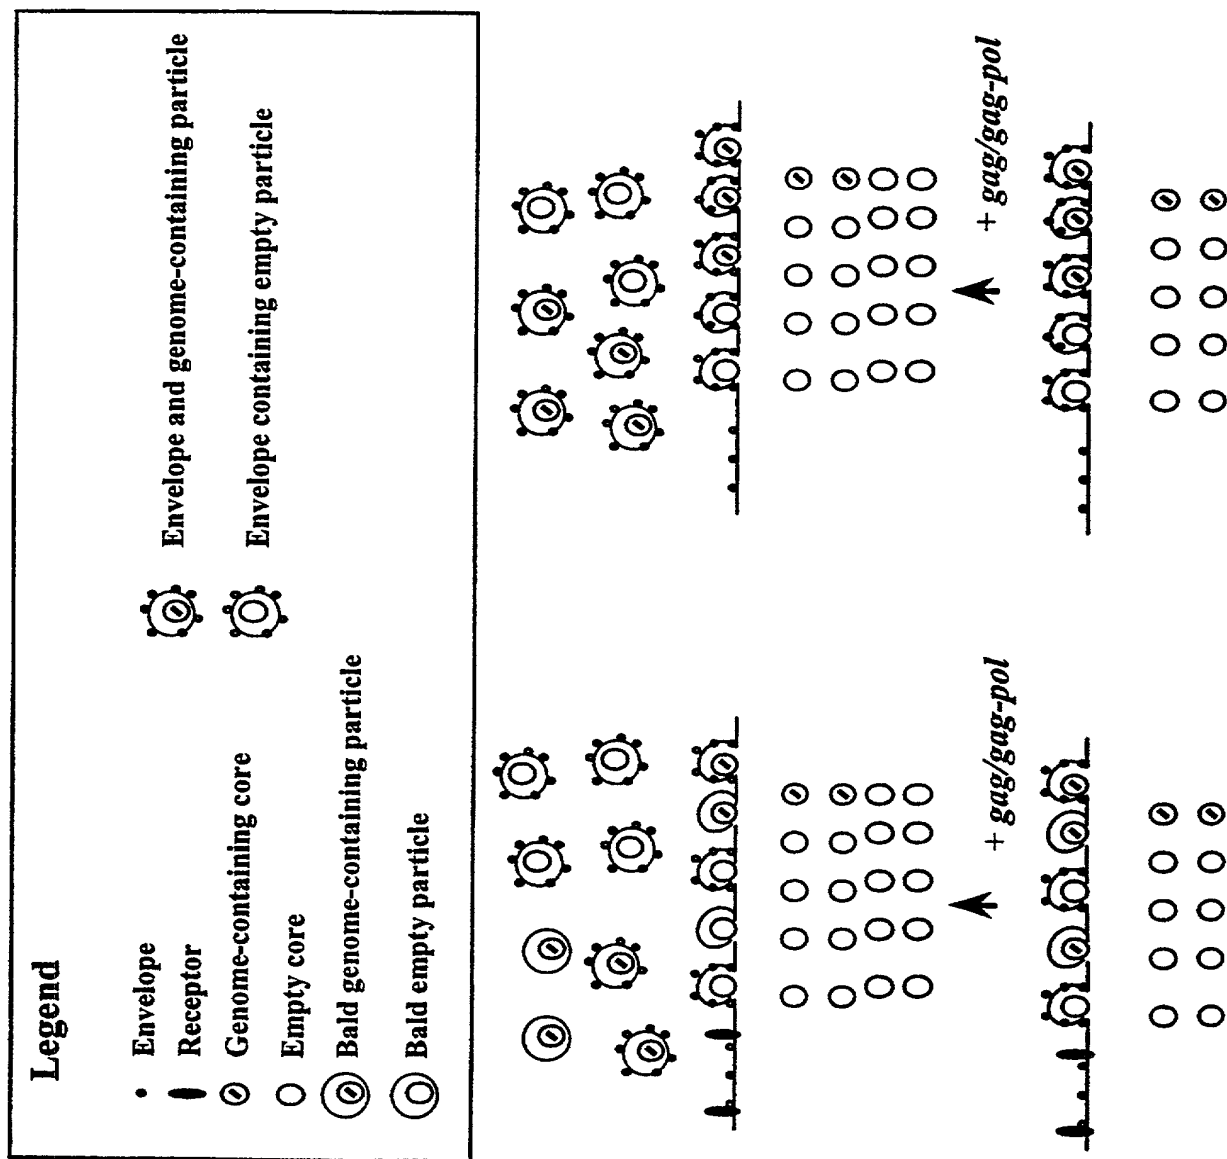 Legend
Envelope
Receptor
Genome-containing core
Empty core
Bald genome-containing particle
Bald empty particle
Envelope and genome-containing particle
Envelope containing empty particle
+ gag/gag-pol
+ gag/gag-pol